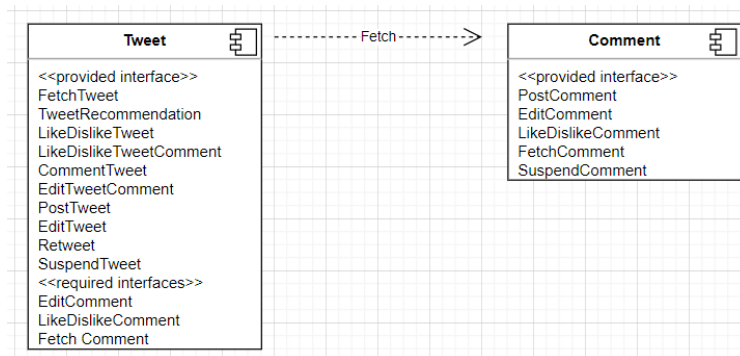 Tweet
<<provided interface>>
FetchTweet
TweetRecommendation
LikeDislikeTweet
LikeDislikeTweetComment
CommentTweet
EditTweetComment
PostTweet
EditTweet
Retweet
SuspendTweet
<<required interfaces>>
EditComment
LikeDislikeComment
Fetch Comment
Fetch
Comment
<<provided interface>>
PostComment
EditComment
LikeDislikeComment
FetchComment
SuspendComment